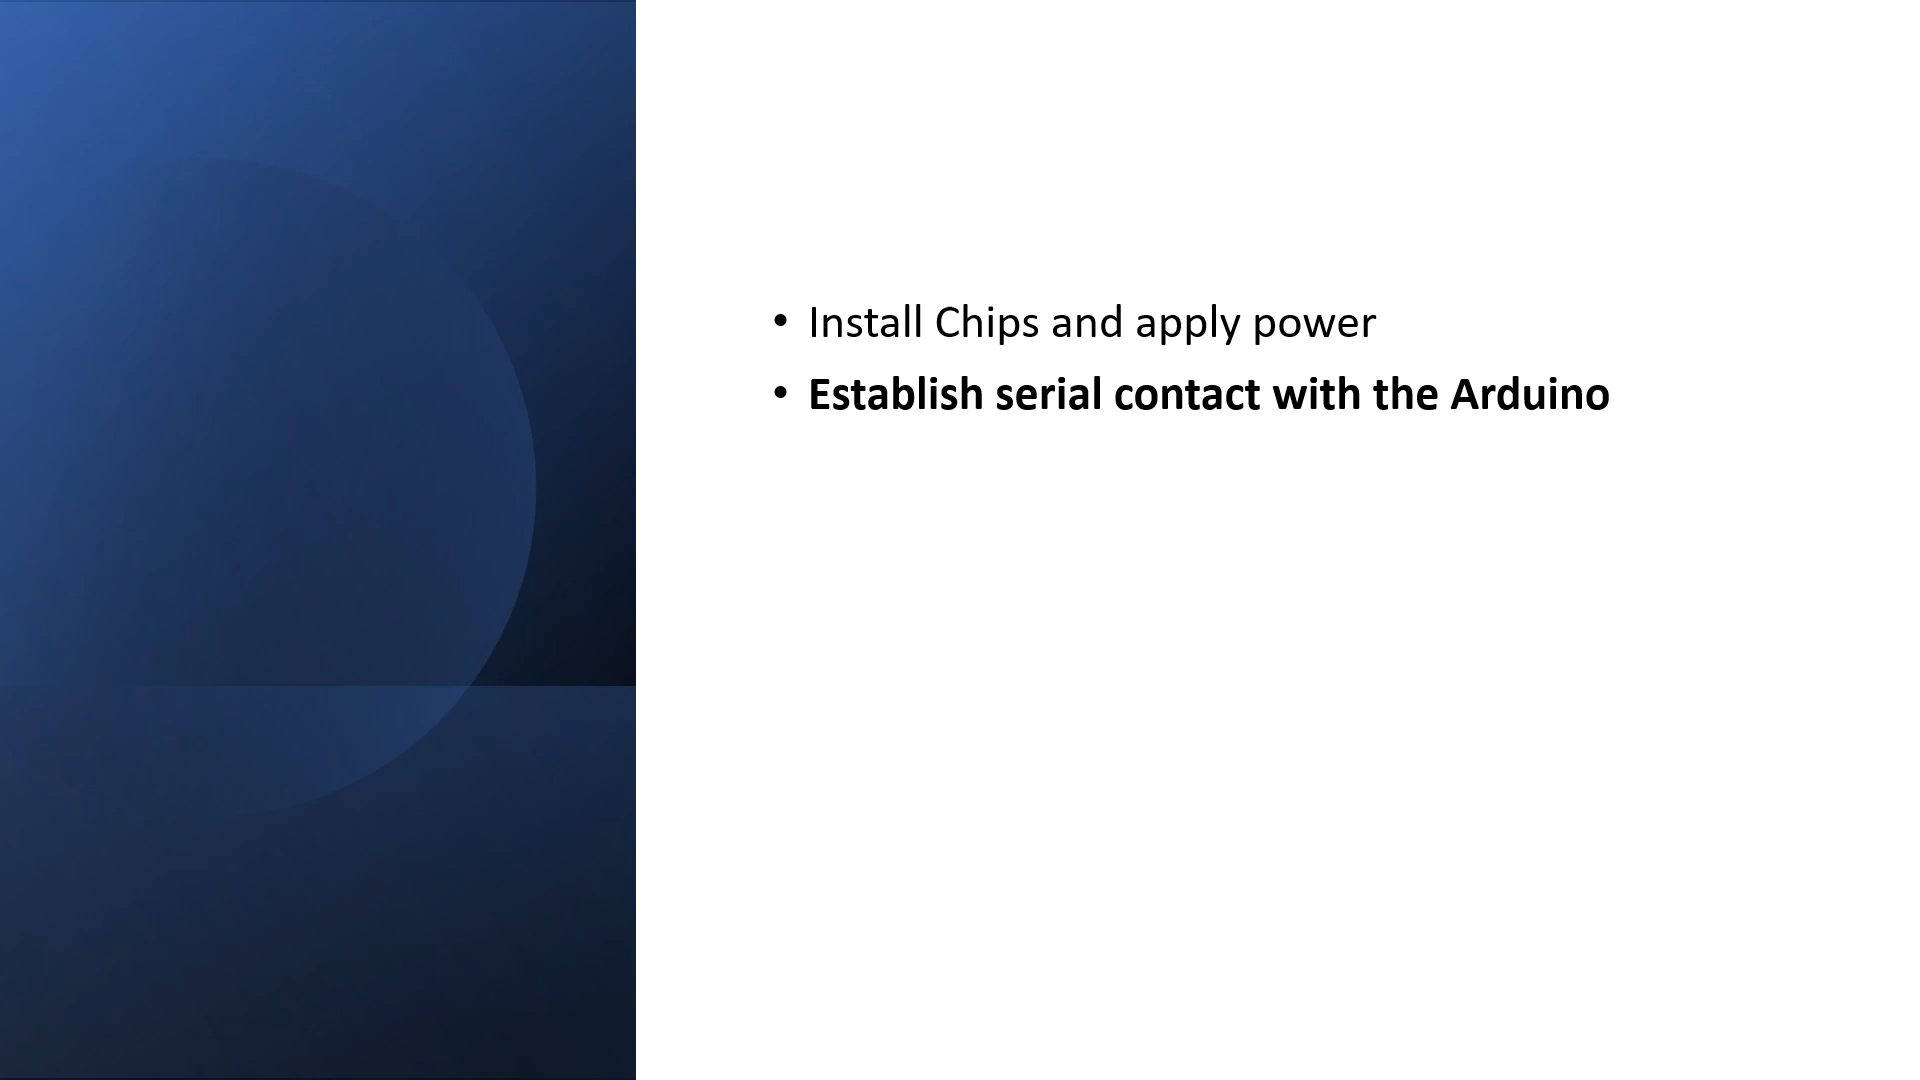 • Install Chips and apply power
• Establish serial contact with the Arduino